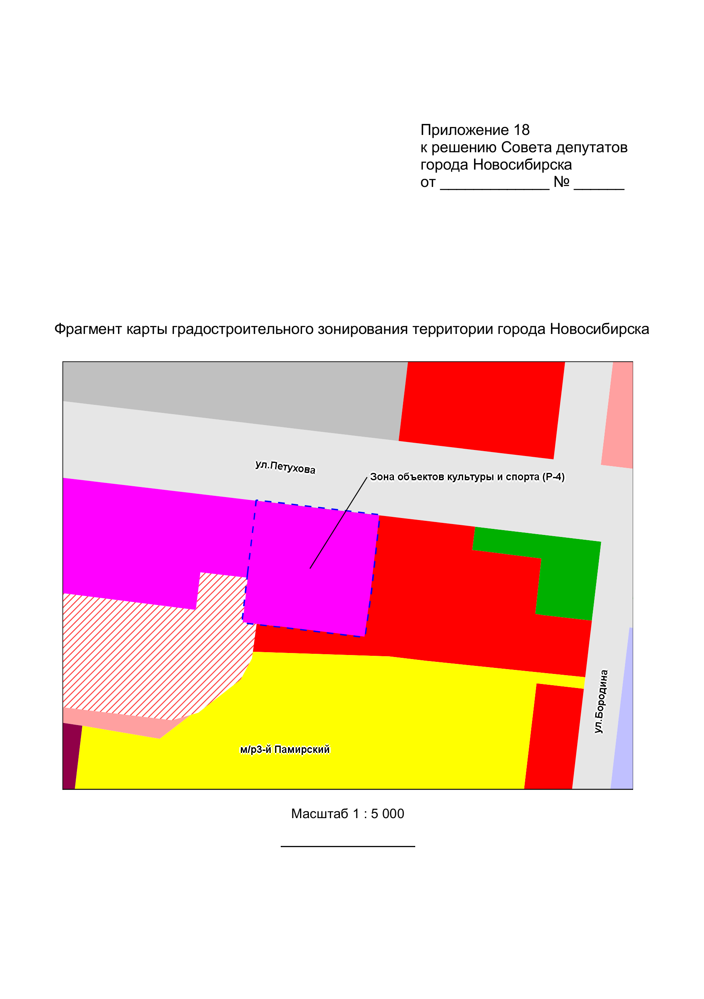 Приложение 18
к решению Совета депутатов
города Новосибирска
от _____________ № ______
Фрагмент карты градостроительного зонирования территории города Новосибирска
ул.Петухова
Зона объектов культуры и спорта (Р-4)
ул.Бородина
м/р3-й Памирский
Масштаб 1 : 5 000